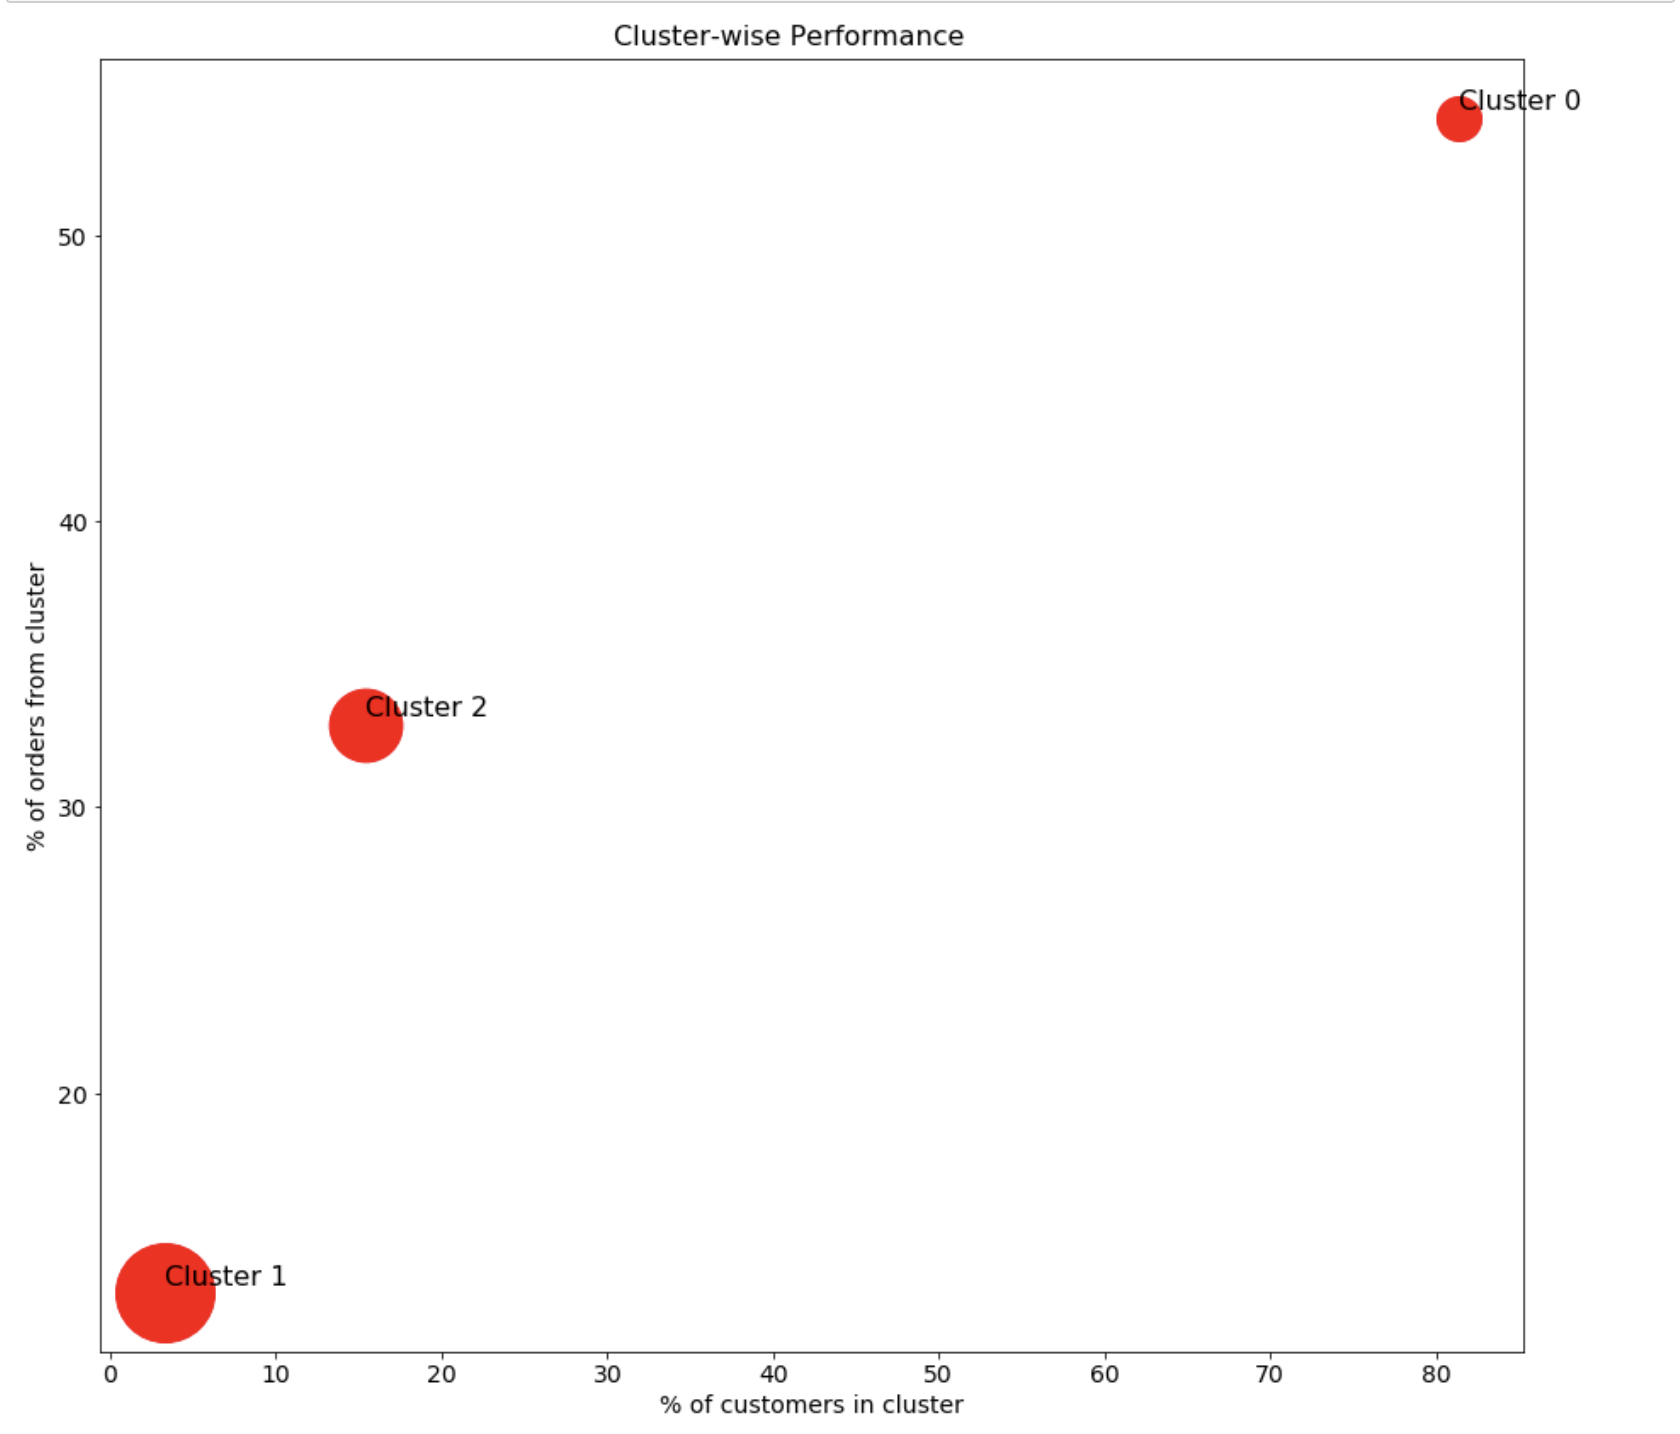 Cluster-wise Performance
Cluster 0
50
40
Cluster 2
30
20
Cluster 1
% of orders from cluster
0 10 20 30 40 50 60 70 80
% of customers in cluster